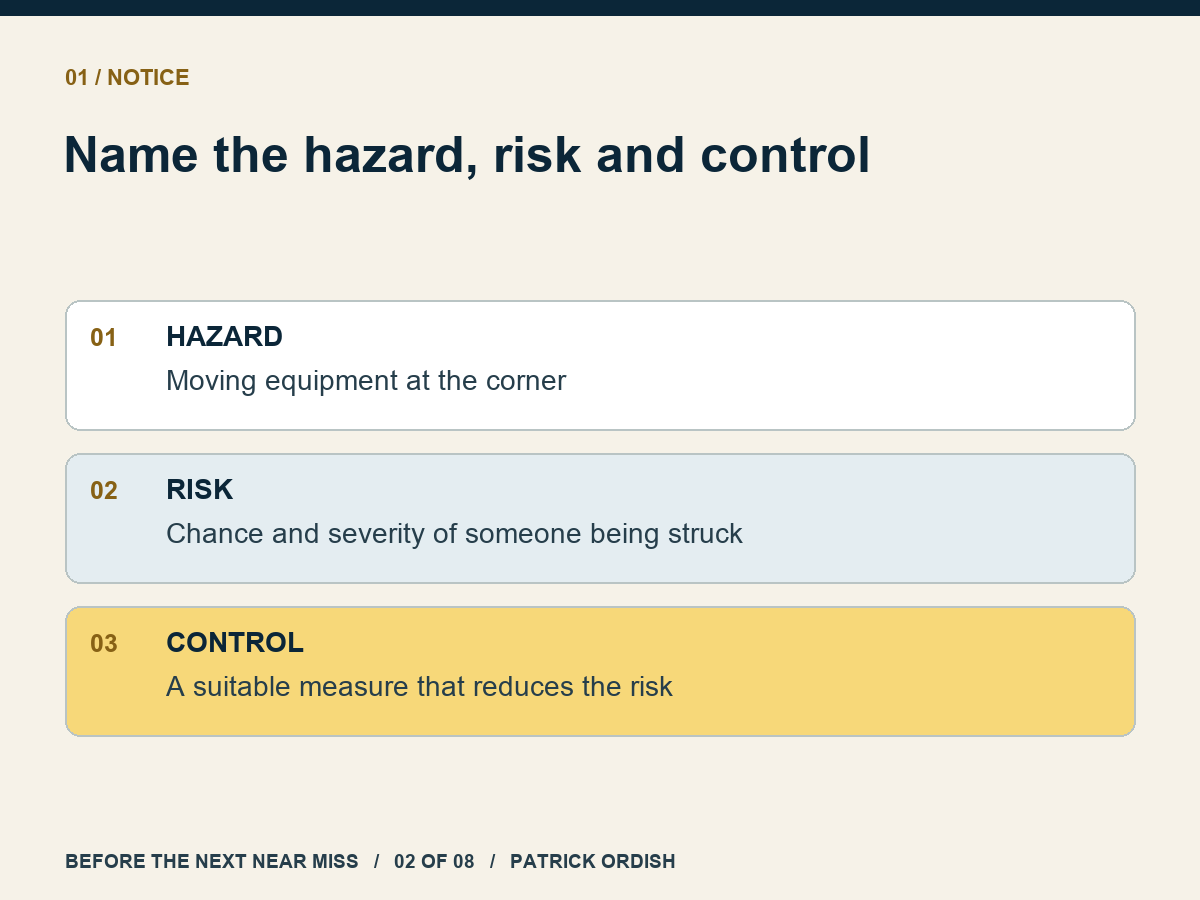 01 / NOTICE
Name the hazard, risk and control
01 HAZARD
Moving equipment at the corner
02 RISK
Chance and severity of someone being struck
03 CONTROL
A suitable measure that reduces the risk
BEFORE THE NEXT NEAR MISS / 02 OF 08 / PATRICK ORDISH